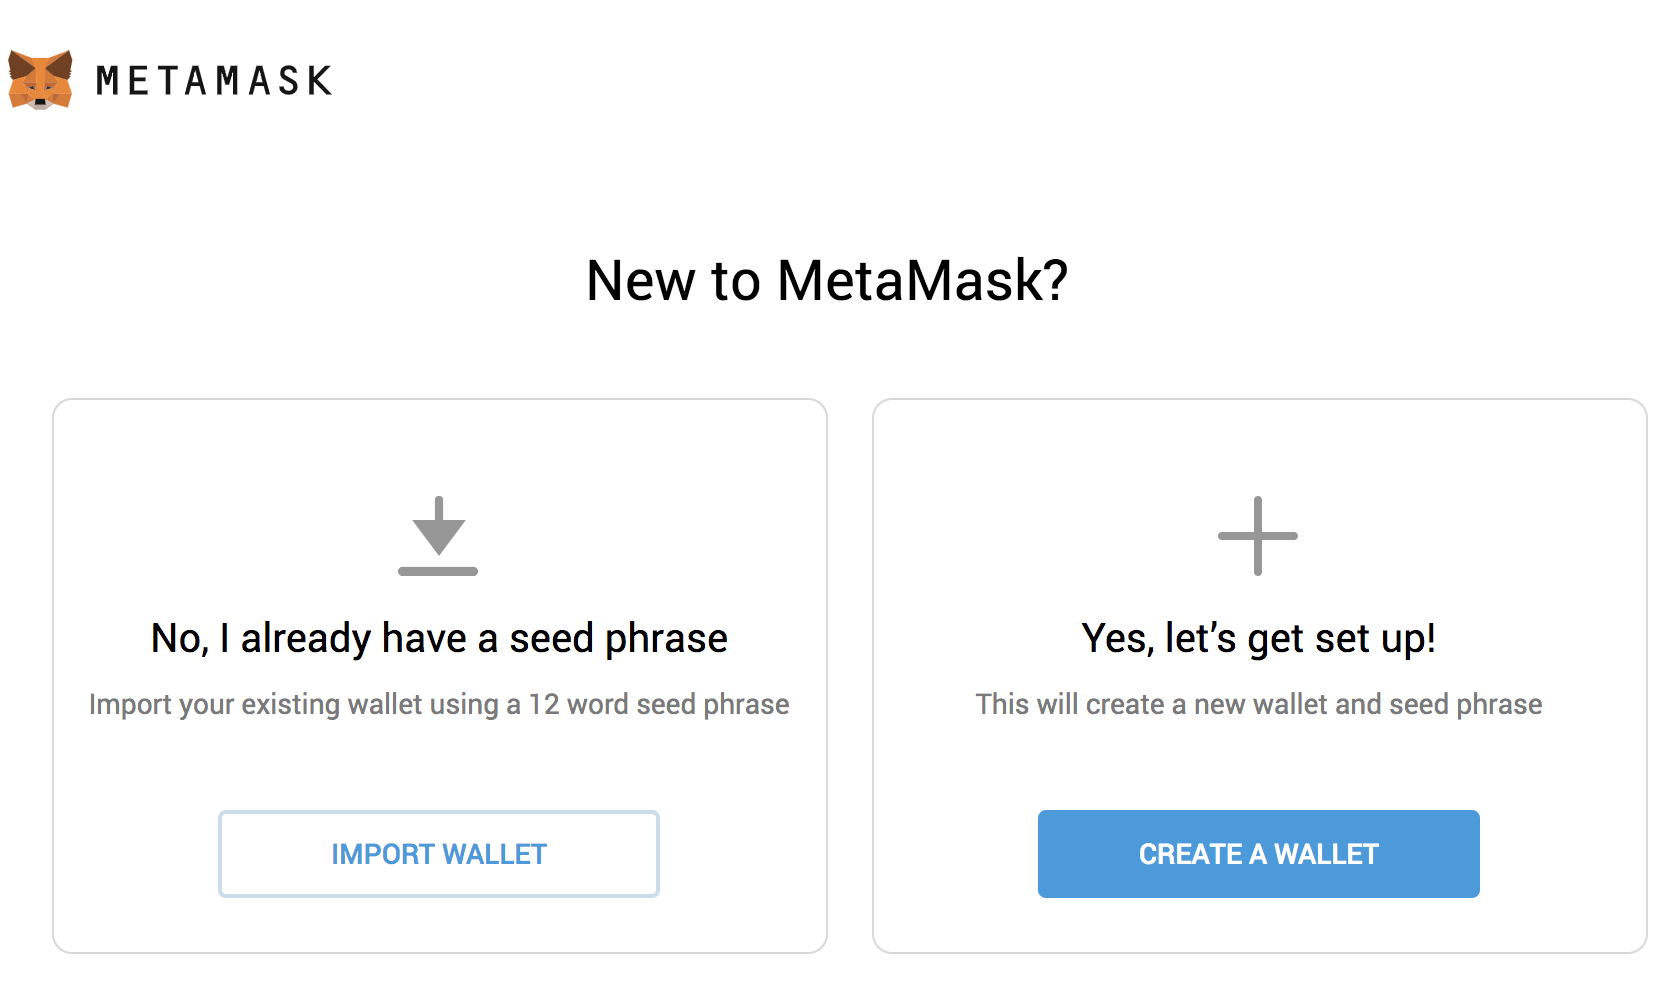 METAMASK
New to MetaMask?
No, I already have a seed phrase
Import your existing wallet using a 12 word seed phrase
IMPORT WALLET
Yes, let’s get set up!
This will create a new wallet and seed phrase
CREATE A WALLET